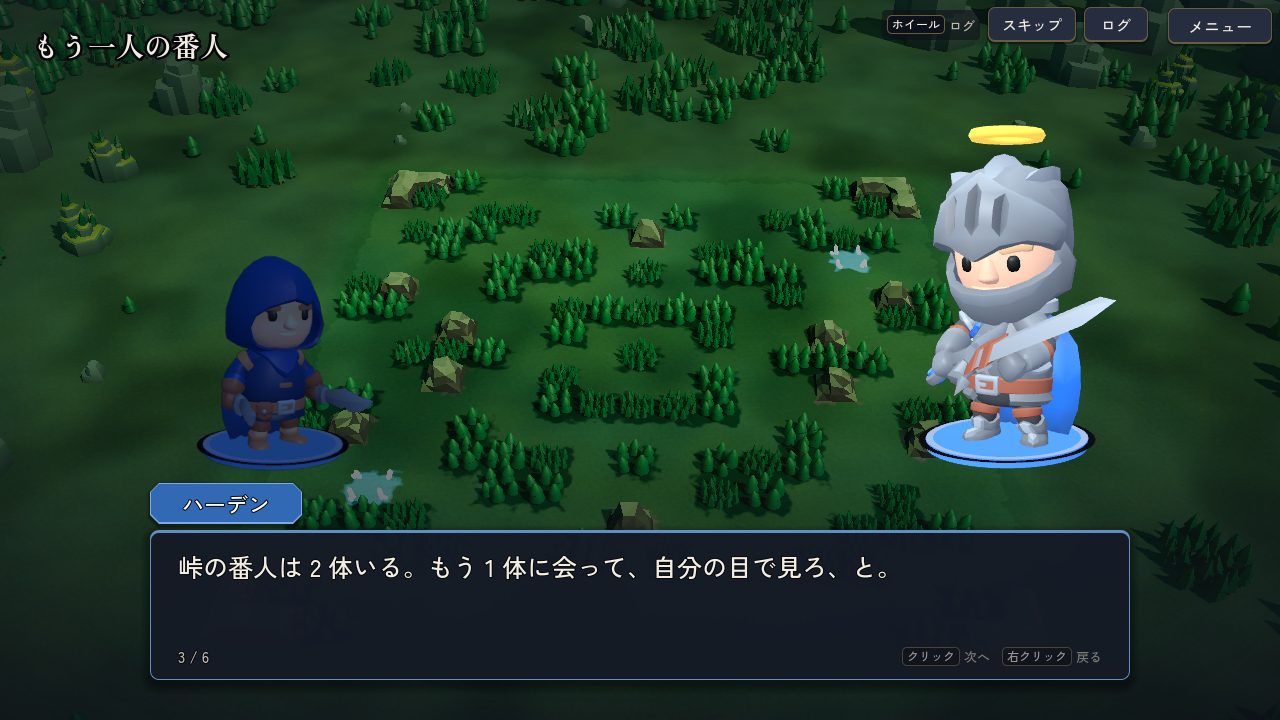 もう一人の番人
ホイール ログ
スキップ
ログ
メニュー
ハーデン
峠の番人は2体いる。もう1体に会って、自分の目で見ろ、と。
3 / 6
クリック 次へ 右クリック 戻る